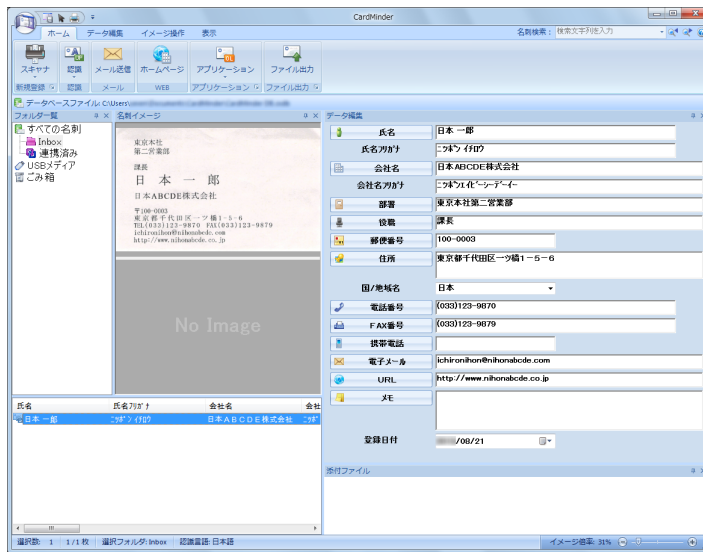 CardMinder
ホーム データ編集 イメージ操作 表示
名刺検索： 検索文字列を入力
スキャナ 認識 メール送信 ホームページ アプリケーション ファイル出力
新規登録 認識 メール WEB アプリケーション ファイル出力
データベースファイル: C:\Users\
フォルダ一覧
すべての名刺
Inbox
連携済み
USBメディア
ごみ箱
名刺イメージ
東京本社
第二営業部
課長
日本 一郎
日本ABCDE株式会社
〒100-0003
東京都千代田区一ツ橋1-5-6
TEL(033)123-9870 FAX(033)123-9879
ichironihon@nihonabcde.com
http://www.nihonabcde.co.jp
No Image
データ編集
氏名 日本 一郎
氏名フリガナ ニッポン イチロウ
会社名 日本ABCDE株式会社
会社名フリガナ ニッポンエイビーシーデーイー
部署 東京本社第二営業部
役職 課長
郵便番号 100-0003
住所 東京都千代田区一ツ橋1－5－6
国/地域名 日本
電話番号 (033)123-9870
FAX番号 (033)123-9879
携帯電話
電子メール ichironihon@nihonabcde.com
URL http://www.nihonabcde.co.jp
メモ
登録日付 /08/21
添付ファイル
氏名 氏名フリガナ 会社名 会社
日本 一郎 ニッポン イチロウ 日本ABCDE株式会社 ニッポ
選択数: 1 1/1 枚 選択フォルダ: Inbox 認識言語: 日本語
イメージ倍率: 31%